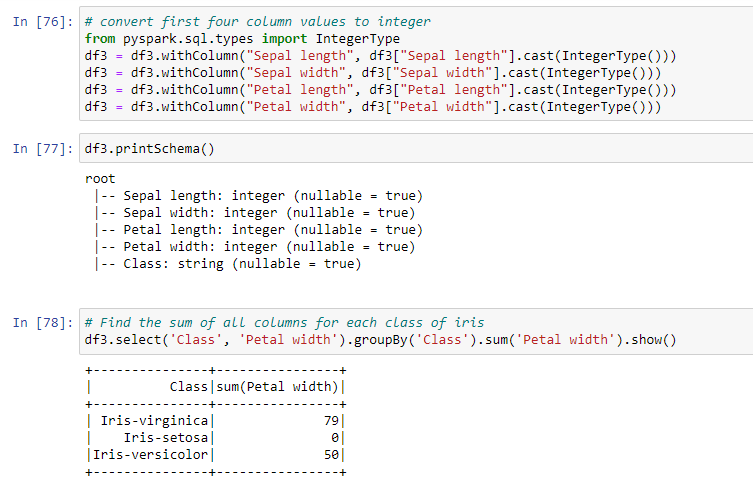 In [76]: # convert first four column values to integer
from pyspark.sql.types import IntegerType
df3 = df3.withColumn("Sepal length", df3["Sepal length"].cast(IntegerType()))
df3 = df3.withColumn("Sepal width", df3["Sepal width"].cast(IntegerType()))
df3 = df3.withColumn("Petal length", df3["Petal length"].cast(IntegerType()))
df3 = df3.withColumn("Petal width", df3["Petal width"].cast(IntegerType()))
In [77]: df3.printSchema()
root
 |-- Sepal length: integer (nullable = true)
 |-- Sepal width: integer (nullable = true)
 |-- Petal length: integer (nullable = true)
 |-- Petal width: integer (nullable = true)
 |-- Class: string (nullable = true)
In [78]: # Find the sum of all columns for each class of iris
df3.select('Class', 'Petal width').groupBy('Class').sum('Petal width').show()
+---------------+----------------+
|          Class|sum(Petal width)|
+---------------+----------------+
| Iris-virginica|              79|
|    Iris-setosa|               0|
|Iris-versicolor|              50|
+---------------+----------------+